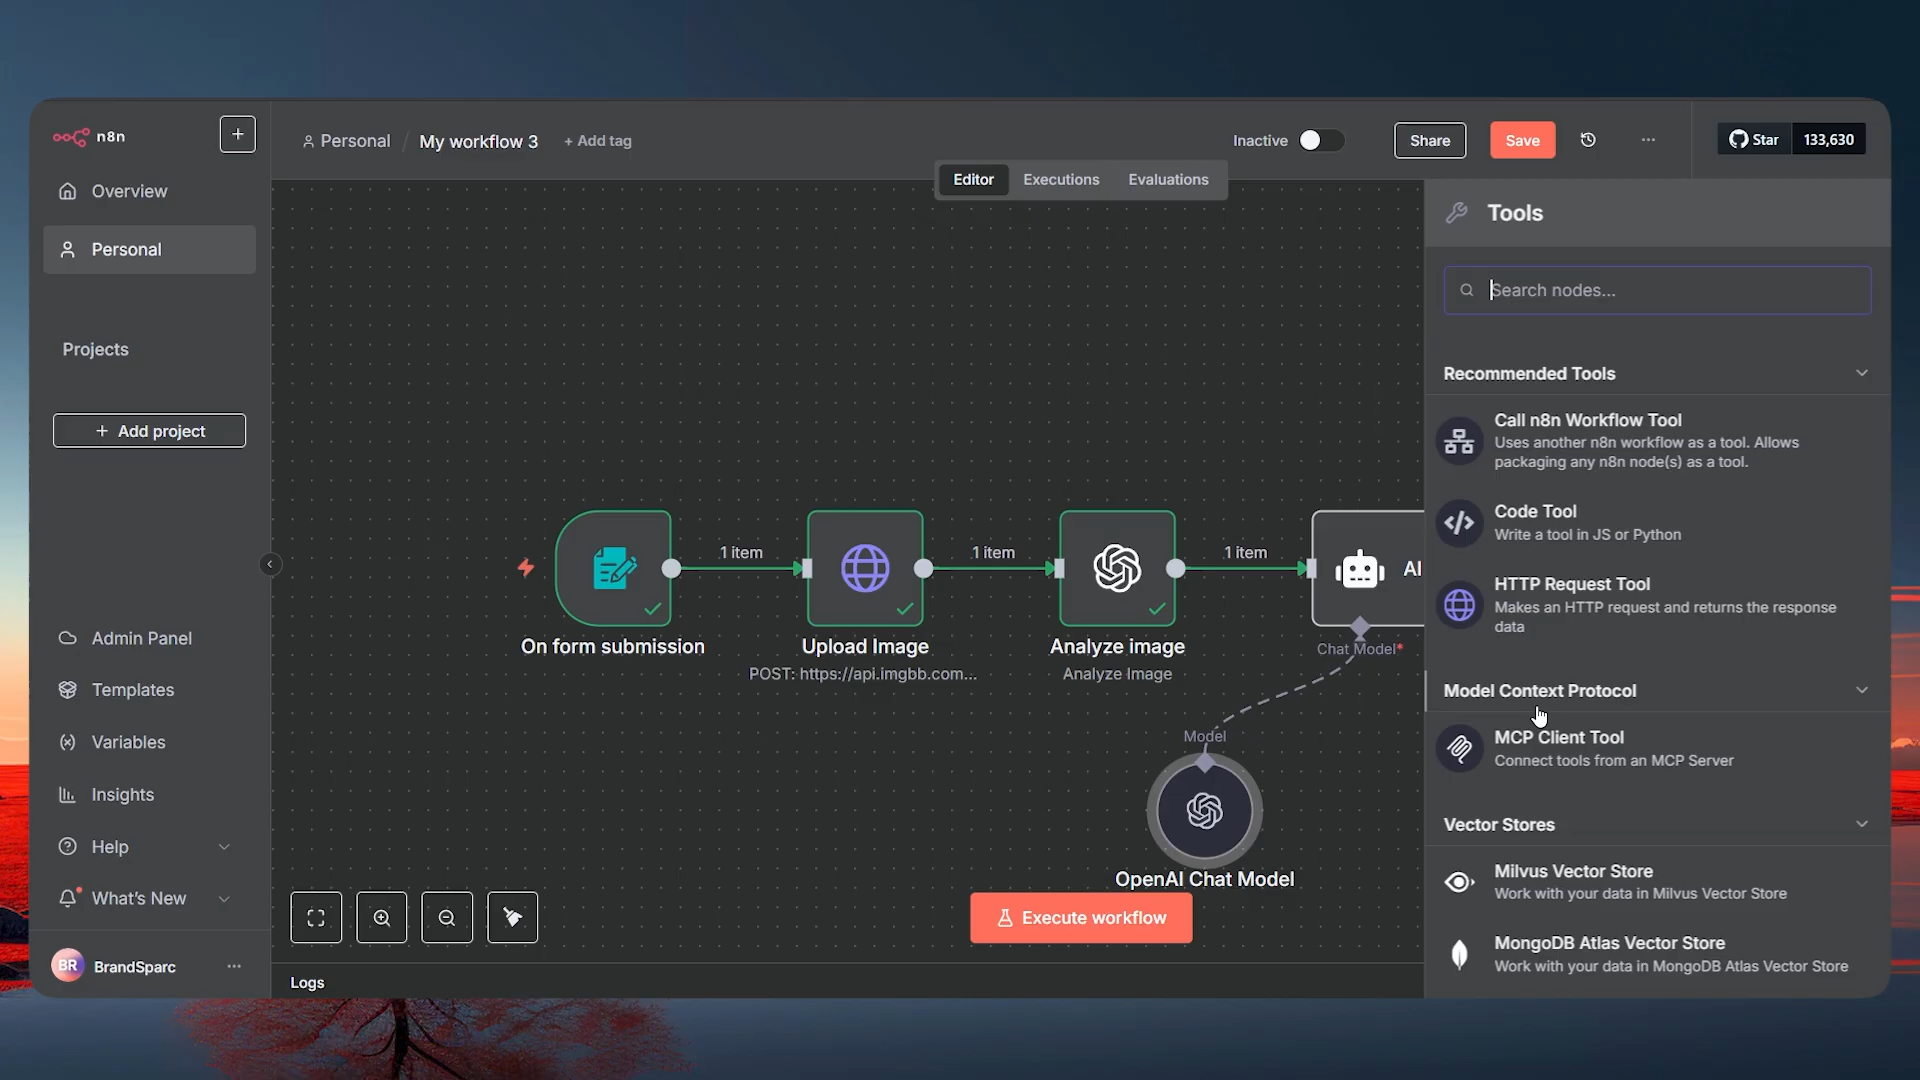 n8n
+
Personal / My workflow 3 + Add tag
Inactive
Share
Save
...
Star 133,630
Editor Executions Evaluations
Overview
Personal
Projects
+ Add project
Admin Panel
Templates
Variables
Insights
Help
What's New
BR BrandSparc ...
1 item
1 item
1 item
AI
On form submission
Upload Image
POST: https://api.imgbb.com...
Analyze image
Analyze Image
Chat Model*
Model
OpenAI Chat Model
Execute workflow
Logs
Tools
Search nodes...
Recommended Tools
Call n8n Workflow Tool
Uses another n8n workflow as a tool. Allows
packaging any n8n node(s) as a tool.
Code Tool
Write a tool in JS or Python
HTTP Request Tool
Makes an HTTP request and returns the response
data
Model Context Protocol
MCP Client Tool
Connect tools from an MCP Server
Vector Stores
Milvus Vector Store
Work with your data in Milvus Vector Store
MongoDB Atlas Vector Store
Work with your data in MongoDB Atlas Vector Store